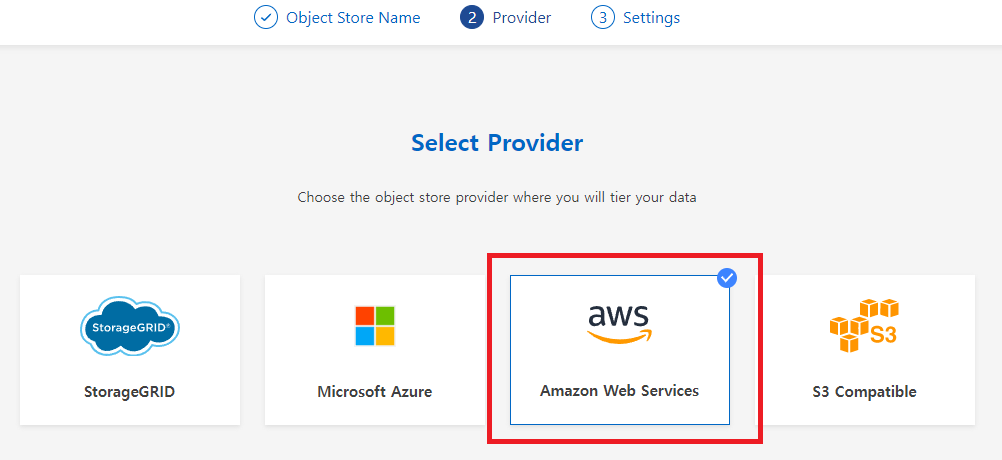 Object Store Name
2 Provider
3 Settings
Select Provider
Choose the object store provider where you will tier your data
StorageGRID®
StorageGRID
Microsoft Azure
aws
Amazon Web Services
S3
S3 Compatible